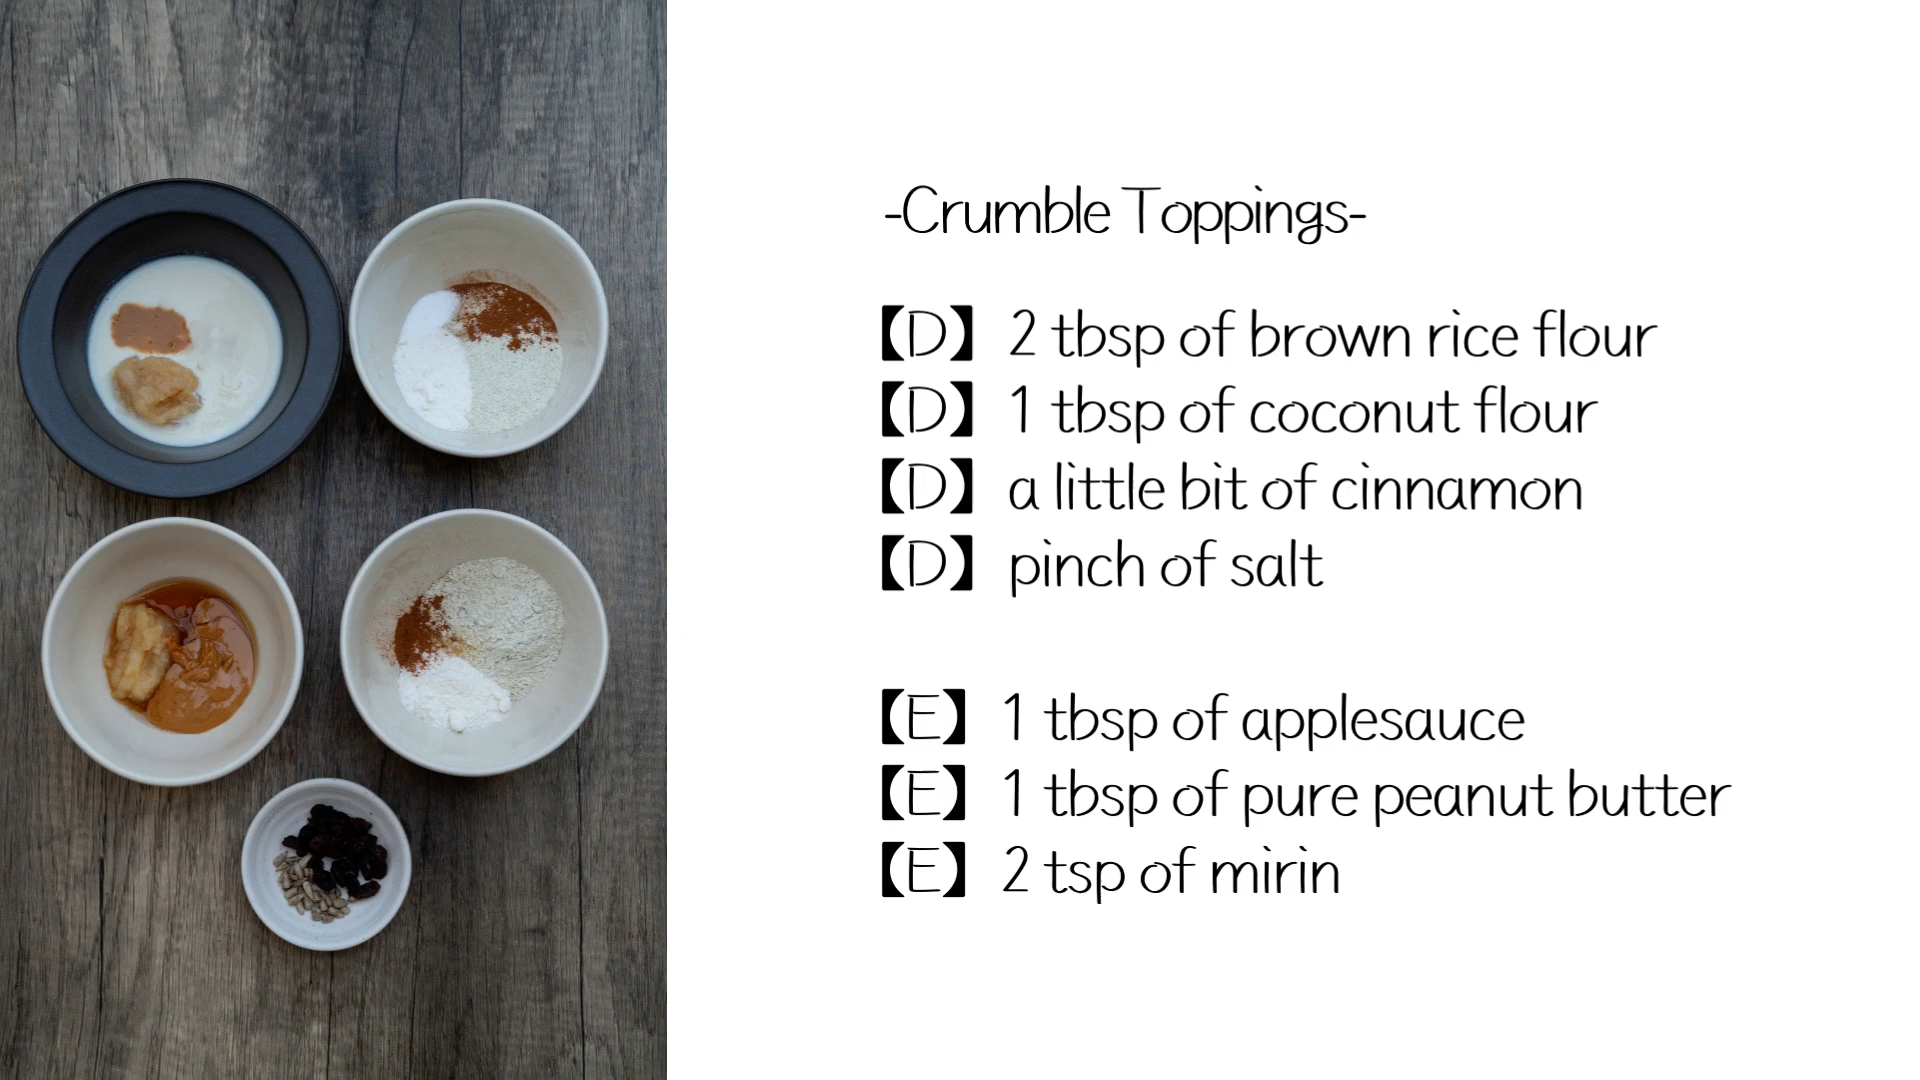 -Crumble Toppings-
【D】 2 tbsp of brown rice flour
【D】 1 tbsp of coconut flour
【D】 a little bit of cinnamon
【D】 pinch of salt
【E】 1 tbsp of applesauce
【E】 1 tbsp of pure peanut butter
【E】 2 tsp of mirin